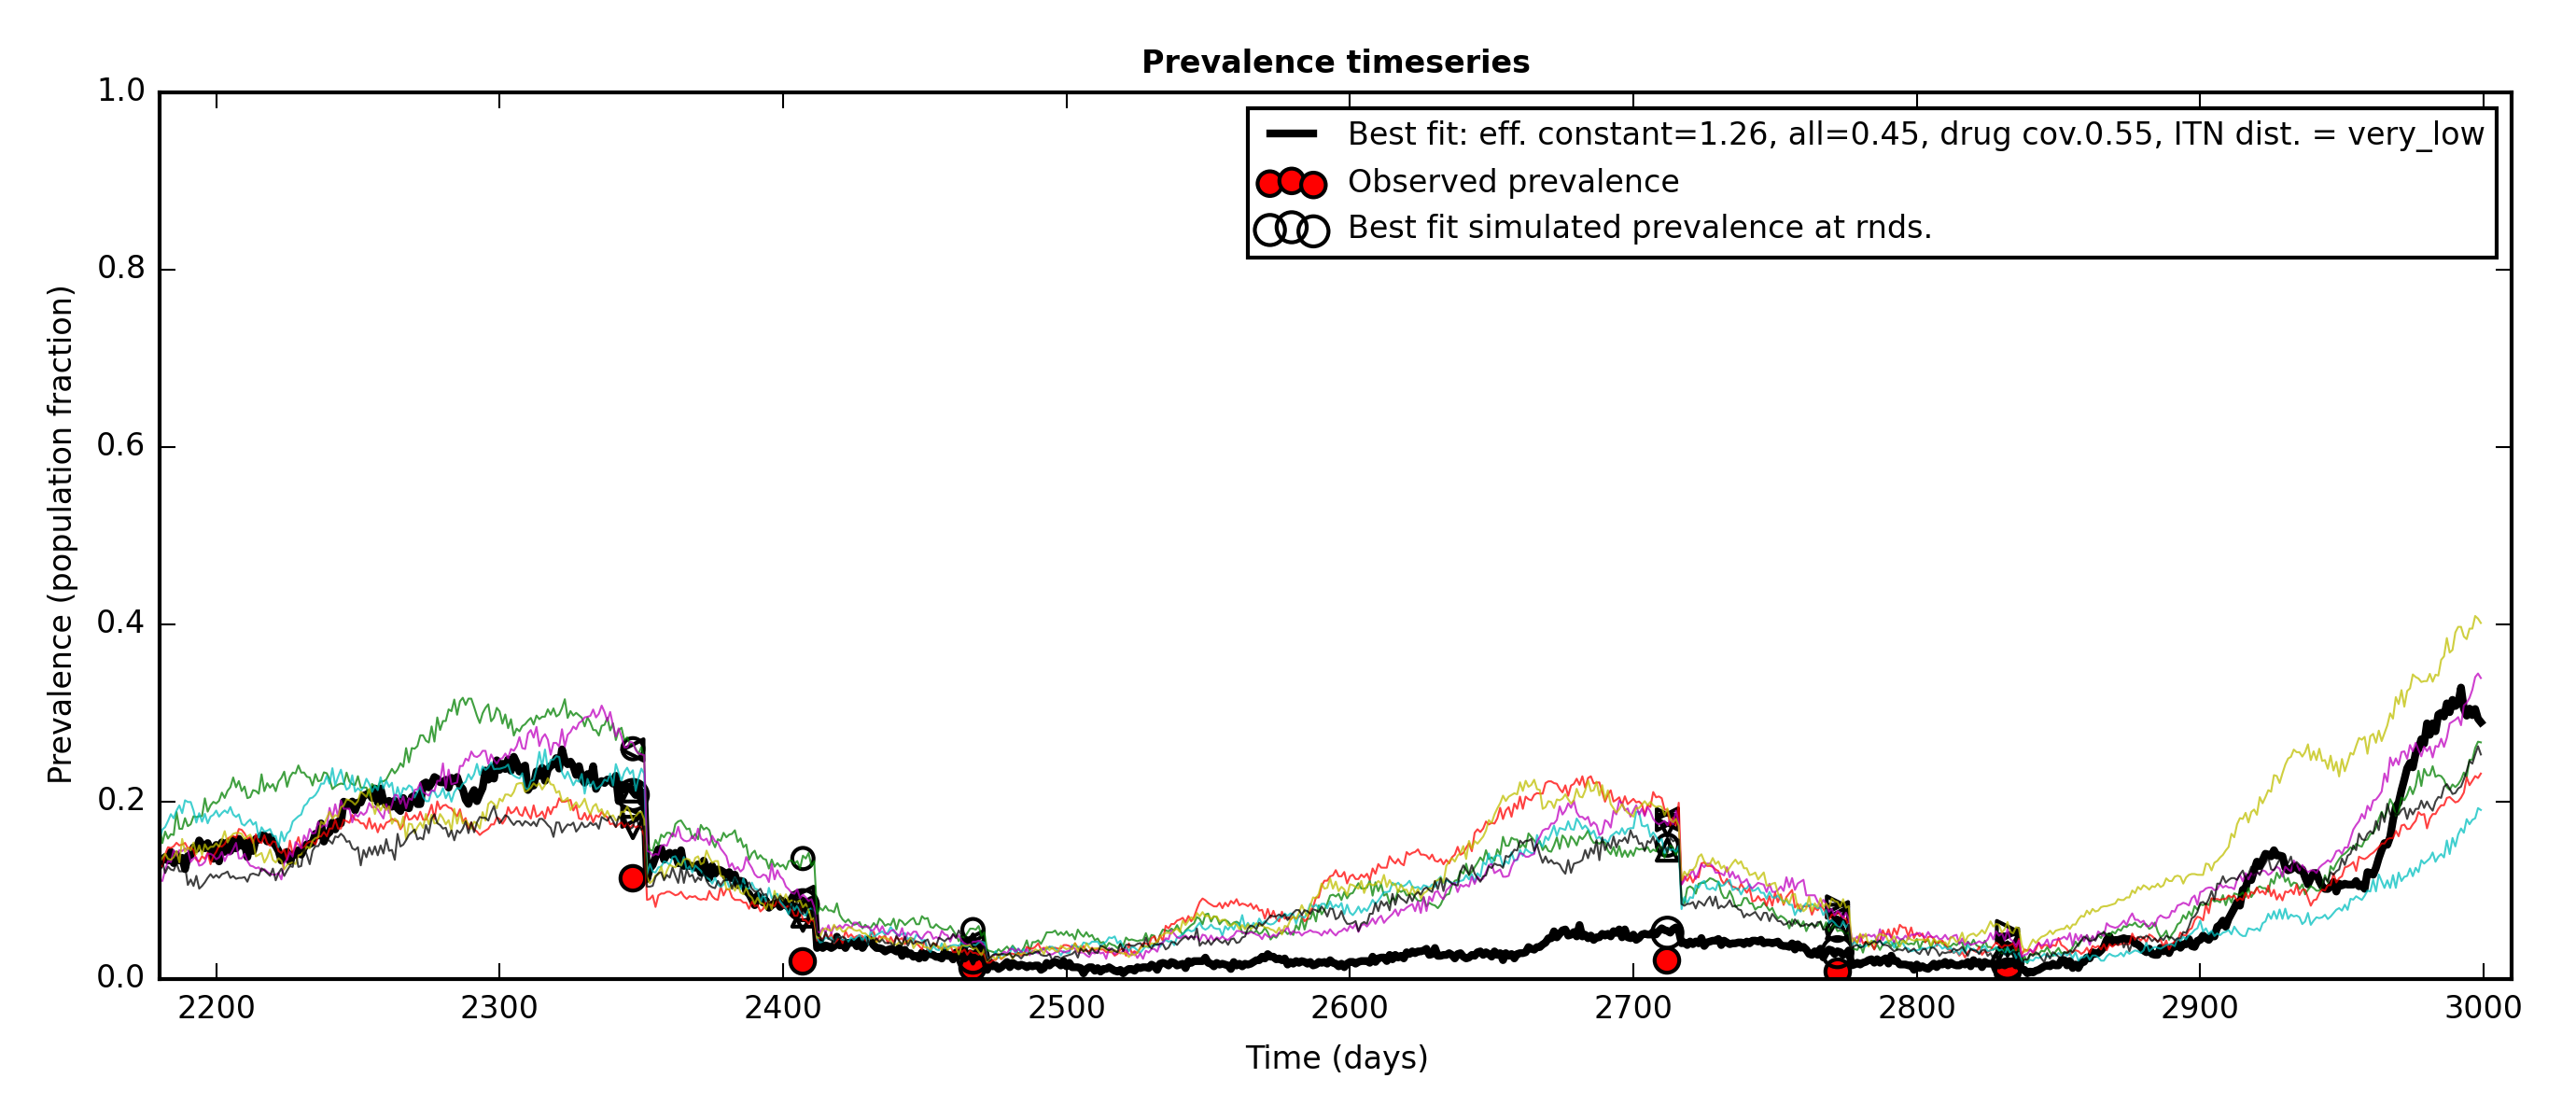 Prevalence timeseries
1.0
0.8
0.6
0.4
0.2
0.0
Prevalence (population fraction)
Best fit: eff. constant=1.26, all=0.45, drug cov.0.55, ITN dist. = very_low
Observed prevalence
Best fit simulated prevalence at rnds.
2200 2300 2400 2500 2600 2700 2800 2900 3000
Time (days)